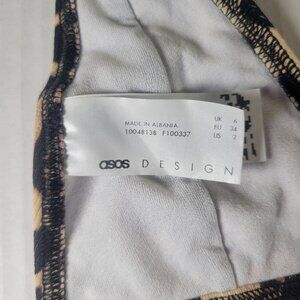 MADE IN ALBANIA
10048138 F100337
UK 6
EU 34
US 2
asos DESIGN